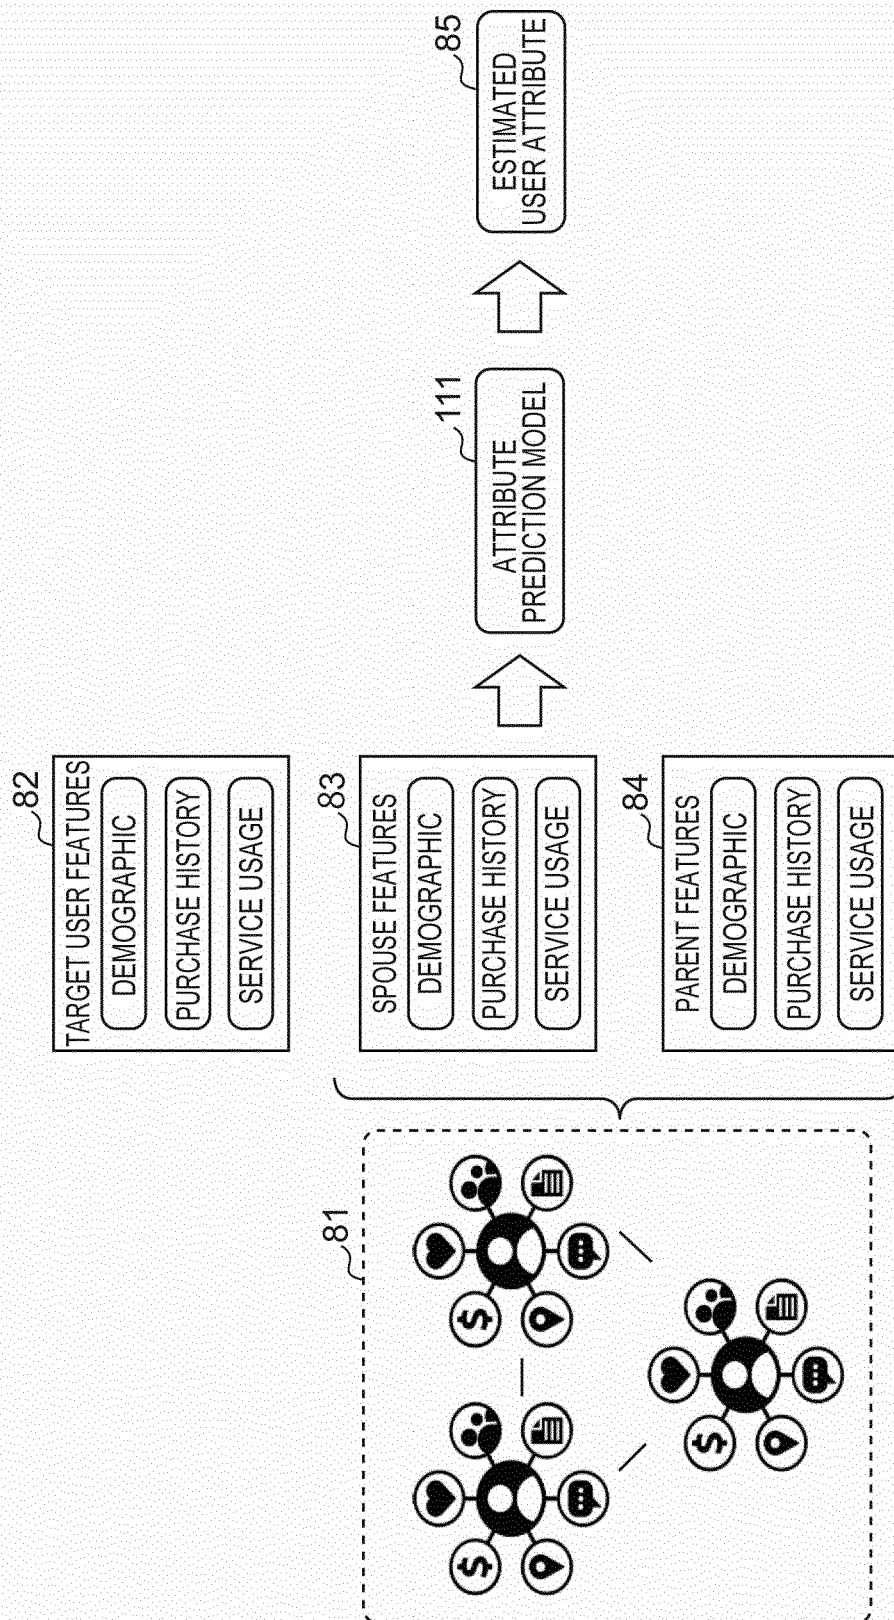 81
82
TARGET USER FEATURES
DEMOGRAPHIC
PURCHASE HISTORY
SERVICE USAGE
83
SPOUSE FEATURES
DEMOGRAPHIC
PURCHASE HISTORY
SERVICE USAGE
84
PARENT FEATURES
DEMOGRAPHIC
PURCHASE HISTORY
SERVICE USAGE
111
ATTRIBUTE
PREDICTION MODEL
85
ESTIMATED
USER ATTRIBUTE
$
$
$